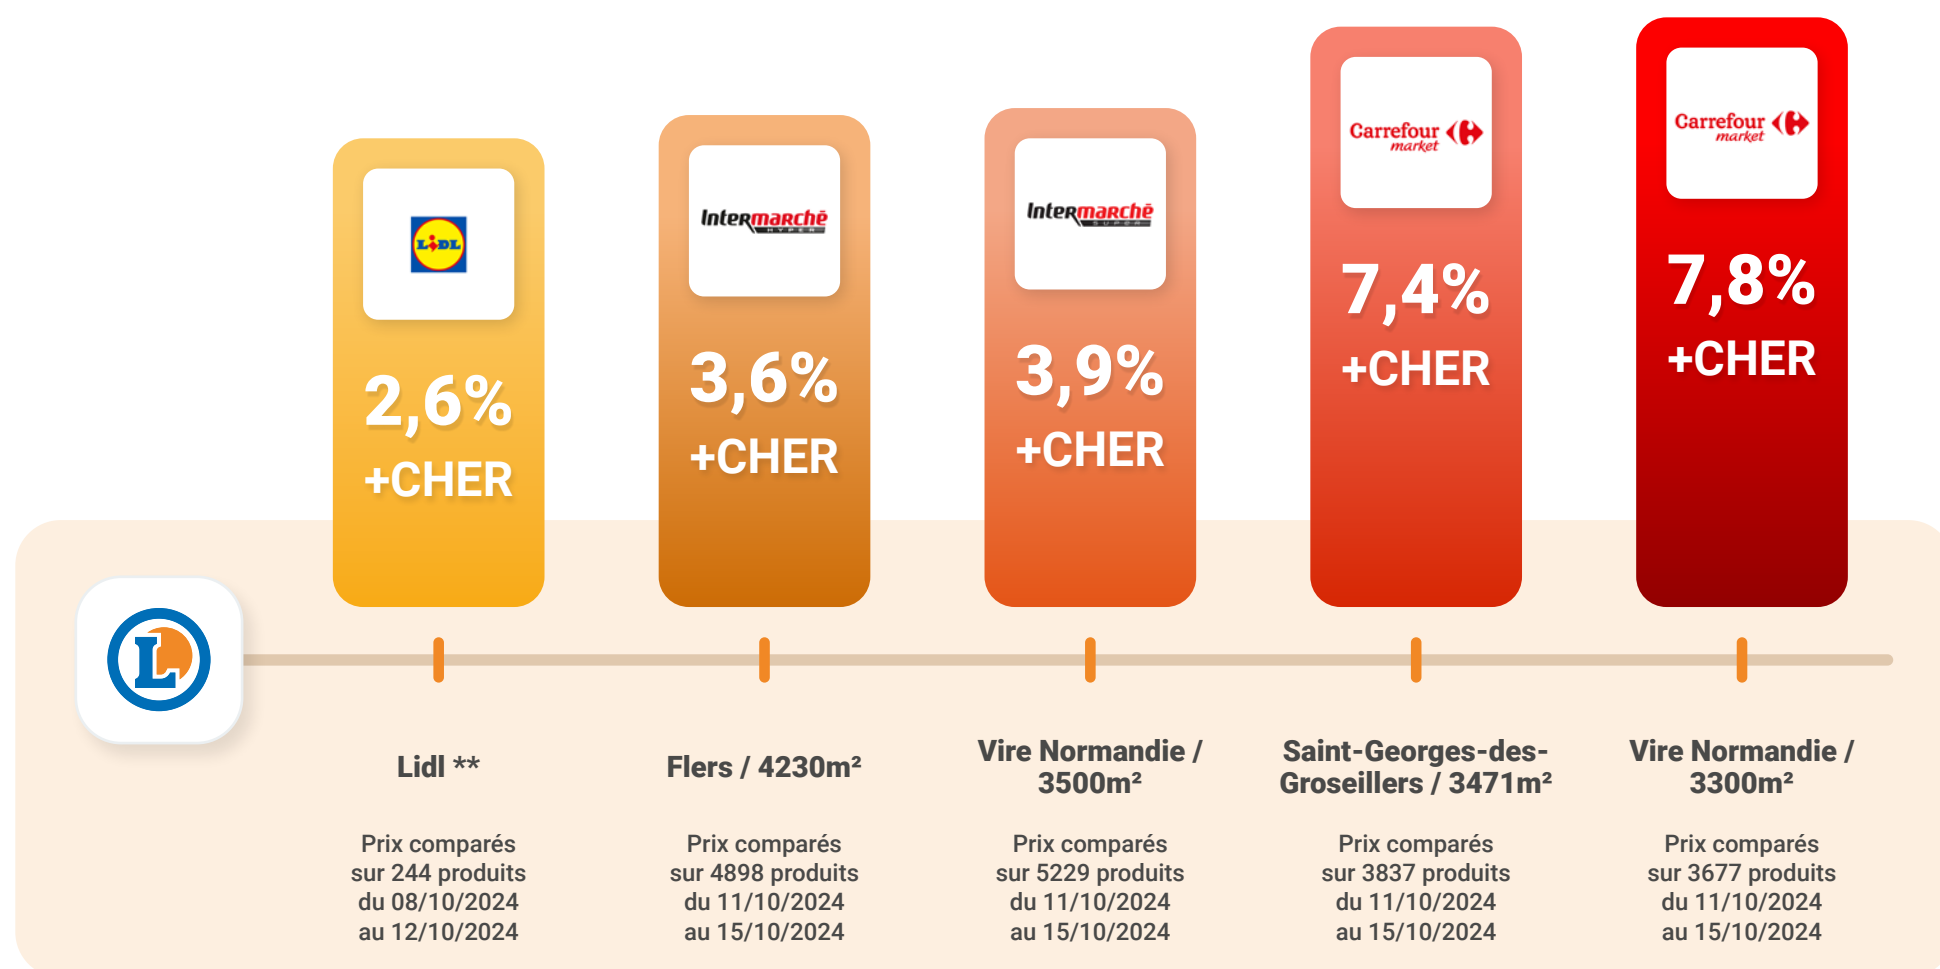 LIDL
2,6%
+CHER
Intermarchē
HYPER
3,6%
+CHER
Intermarchē
SUPER
3,9%
+CHER
Carrefour
market
7,4%
+CHER
Carrefour
market
7,8%
+CHER
L
Lidl **
Prix comparés
sur 244 produits
du 08/10/2024
au 12/10/2024
Flers / 4230m²
Prix comparés
sur 4898 produits
du 11/10/2024
au 15/10/2024
Vire Normandie /
3500m²
Prix comparés
sur 5229 produits
du 11/10/2024
au 15/10/2024
Saint-Georges-des-
Groseillers / 3471m²
Prix comparés
sur 3837 produits
du 11/10/2024
au 15/10/2024
Vire Normandie /
3300m²
Prix comparés
sur 3677 produits
du 11/10/2024
au 15/10/2024